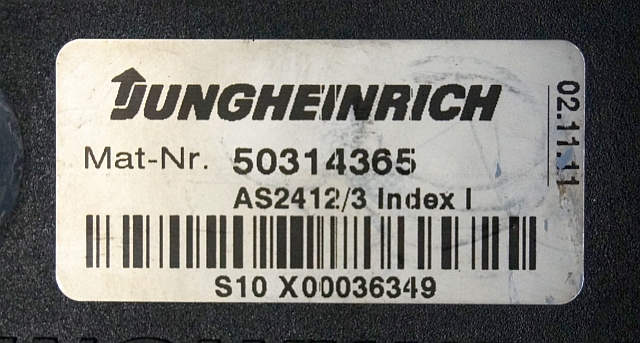 JUNGHEINRICH
Mat-Nr. 50314365
AS2412/3 Index I
S10 X00036349
02.11.11